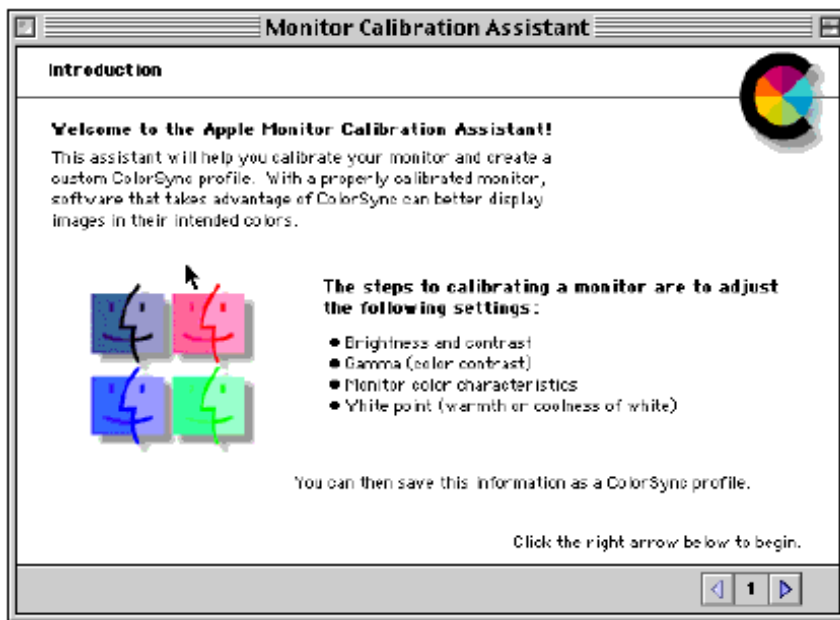 Monitor Calibration Assistant
Introduction
Welcome to the Apple Monitor Calibration Assistant!
This assistant will help you calibrate your monitor and create a
custom ColorSync profile. With a properly calibrated monitor,
software that takes advantage of ColorSync can better display
images in their intended colors.
The steps to calibrating a monitor are to adjust
the following settings:
● Brightness and contrast
● Gamma (color contrast)
● Monitor color characteristics
● White point (warmth or coolness of white)
You can then save this information as a ColorSync profile.
Click the right arrow below to begin.
1